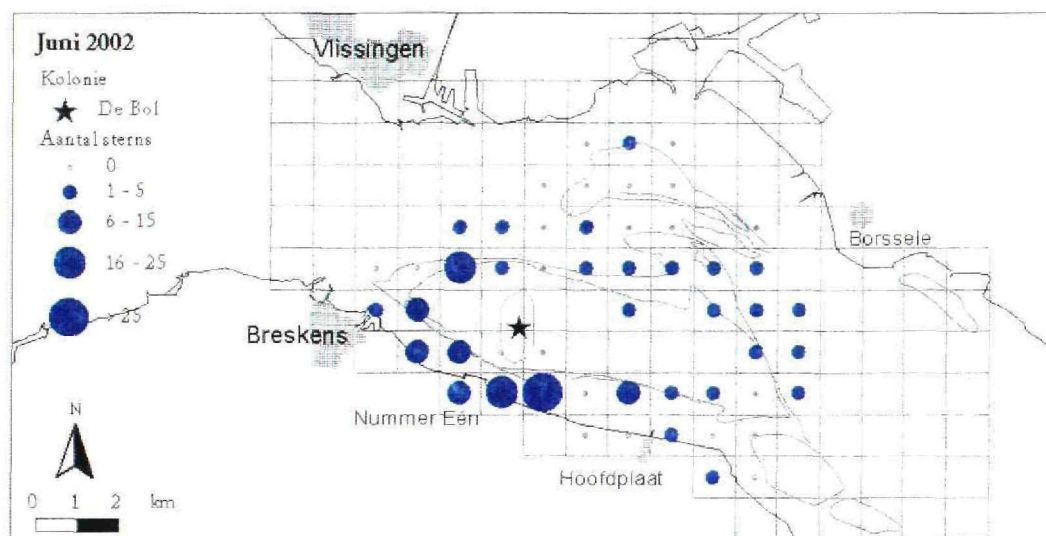 Juni 2002
Kolonie
De Bol
Aantal sterns
0
1 - 5
6 - 15
16 - 25
> 25
Vlissingen
Borssele
Breskens
Nummer Een
Hoofdplaat
N
0 1 2 km